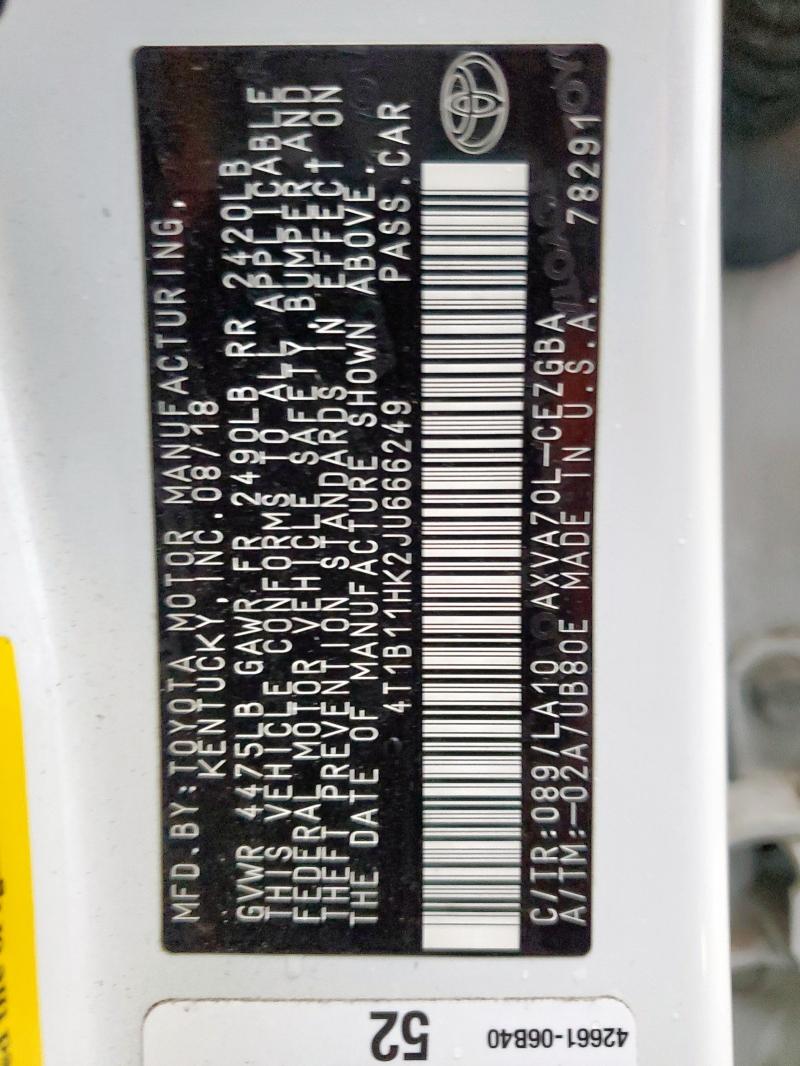 MFD.BY:TOYOTA MOTOR MANUFACTURING,
KENTUCKY, INC.08/18
GVWR 4475LB GAWR FR 2490LB RR 2420LB
THIS VEHICLE CONFORMS TO ALL APPLICABLE
FEDERAL MOTOR VEHICLE SAFETY, BUMPER, AND
THEFT PREVENTION STANDARDS IN EFFECT ON
THE DATE OF MANUFACTURE SHOWN ABOVE.
4T1B11HK2JU666249 PASS.CAR
C/TR:089/LA10 AXVA70L-CEZGBA
A/TM:-02A/UB80E MADE IN U.S.A. 78291
52
42661-06B40